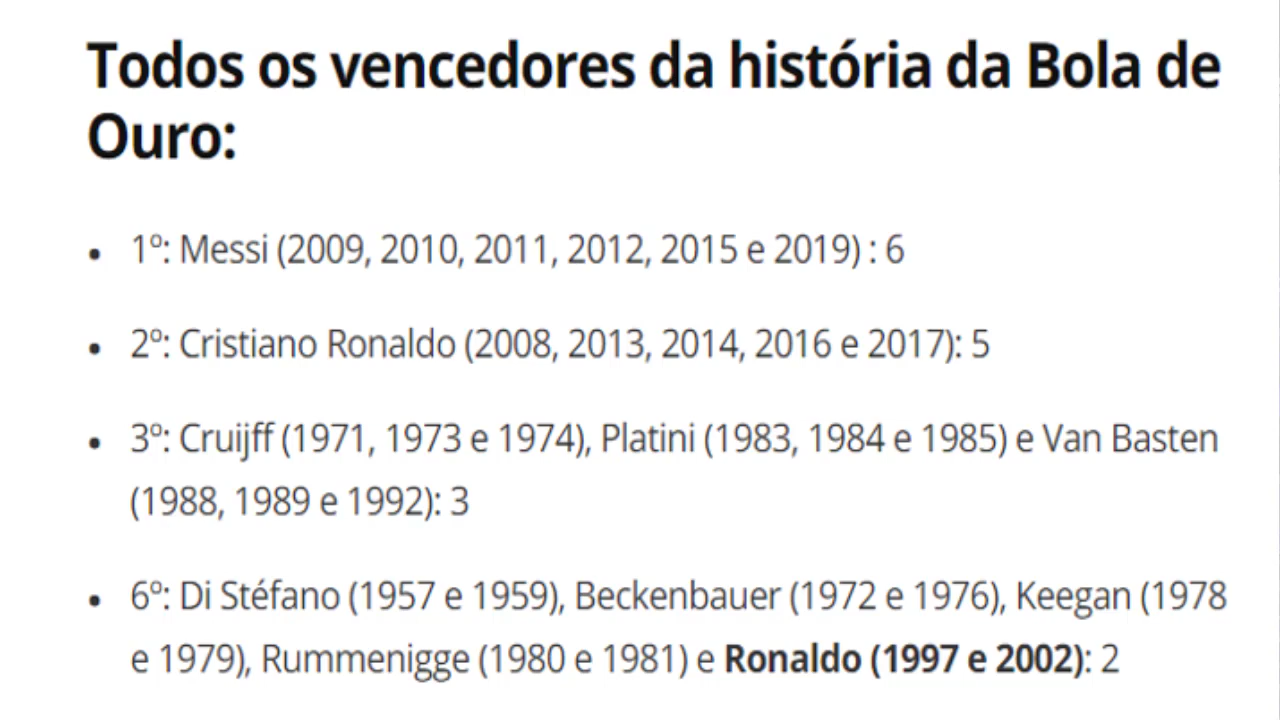 Todos os vencedores da história da Bola de
Ouro:
• 1º: Messi (2009, 2010, 2011, 2012, 2015 e 2019) : 6
• 2º: Cristiano Ronaldo (2008, 2013, 2014, 2016 e 2017): 5
• 3º: Cruijff (1971, 1973 e 1974), Platini (1983, 1984 e 1985) e Van Basten
(1988, 1989 e 1992): 3
• 6º: Di Stéfano (1957 e 1959), Beckenbauer (1972 e 1976), Keegan (1978
e 1979), Rummenigge (1980 e 1981) e Ronaldo (1997 e 2002): 2